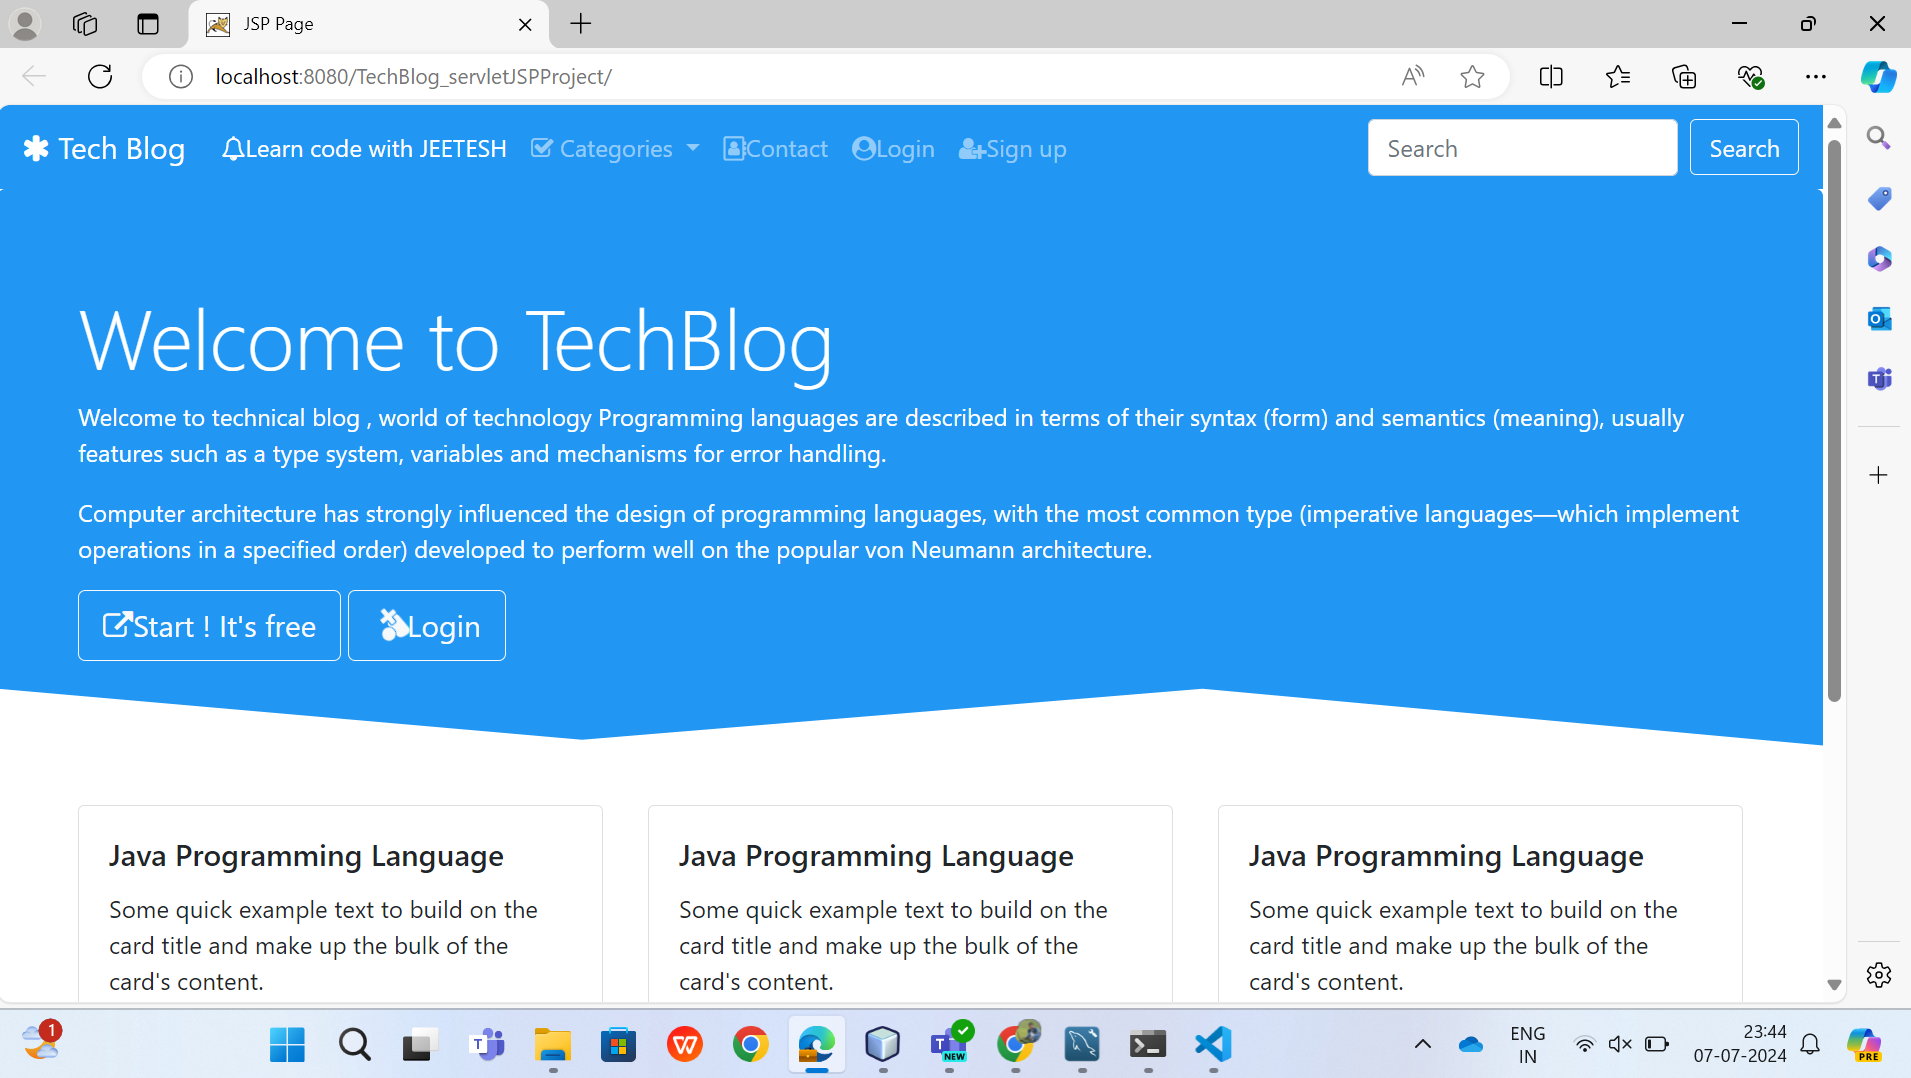 JSP Page
localhost:8080/TechBlog_servletJSPProject/
Tech Blog
Learn code with JEETESH
Categories
Contact
Login
Sign up
Search
Search
Welcome to TechBlog
Welcome to technical blog , world of technology Programming languages are described in terms of their syntax (form) and semantics (meaning), usually
features such as a type system, variables and mechanisms for error handling.
Computer architecture has strongly influenced the design of programming languages, with the most common type (imperative languages—which implement
operations in a specified order) developed to perform well on the popular von Neumann architecture.
Start ! It's free
Login
Java Programming Language
Some quick example text to build on the
card title and make up the bulk of the
card's content.
Java Programming Language
Some quick example text to build on the
card title and make up the bulk of the
card's content.
Java Programming Language
Some quick example text to build on the
card title and make up the bulk of the
card's content.
1
NEW
ENG
IN
23:44
07-07-2024
PRE